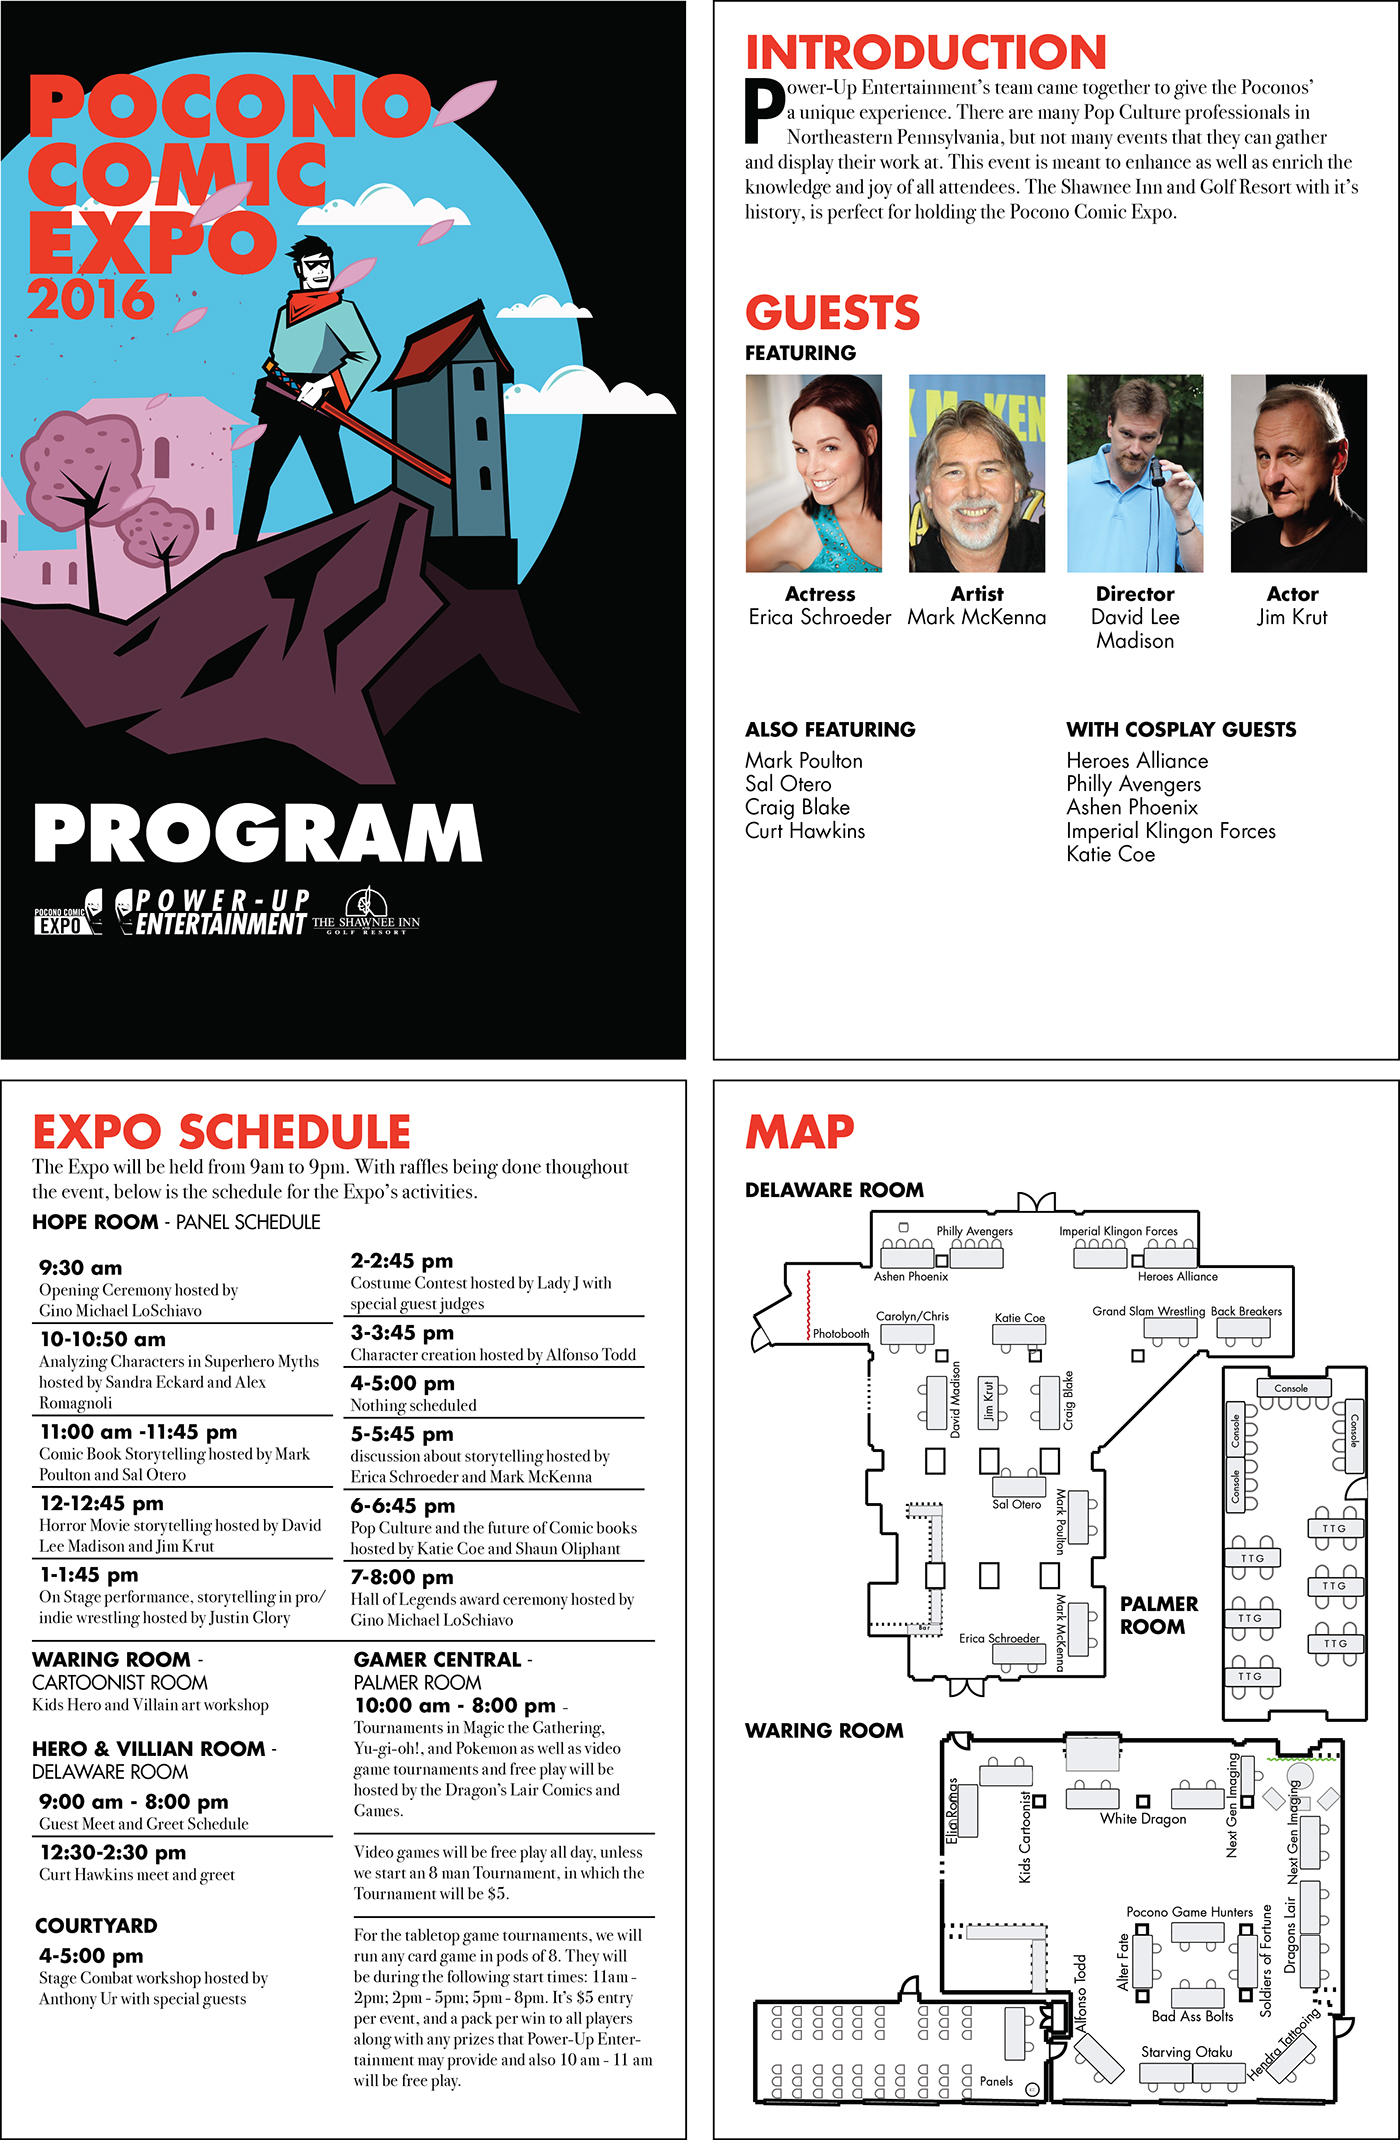 POCONO
COMIC
EXPO
2016
PROGRAM
POCONO COMIC
EXPO
POWER-UP
ENTERTAINMENT
THE SHAWNEE INN
AND
GOLF RESORT
INTRODUCTION
Power-Up Entertainment's team came together to give the Poconos'
a unique experience. There are many Pop Culture professionals in
Northeastern Pennsylvania, but not many events that they can gather
and display their work at. This event is meant to enhance as well as enrich the
knowledge and joy of all attendees. The Shawnee Inn and Golf Resort with it's
history, is perfect for holding the Pocono Comic Expo.
GUESTS
FEATURING
K McKEN
Actress
Erica Schroeder
Artist
Mark McKenna
Director
David Lee
Madison
Actor
Jim Krut
ALSO FEATURING
Mark Poulton
Sal Otero
Craig Blake
Curt Hawkins
WITH COSPLAY GUESTS
Heroes Alliance
Philly Avengers
Ashen Phoenix
Imperial Klingon Forces
Katie Coe
EXPO SCHEDULE
The Expo will be held from 9am to 9pm. With raffles being done thoughout
the event, below is the schedule for the Expo's activities.
HOPE ROOM - PANEL SCHEDULE
9:30 am
Opening Ceremony hosted by
Gino Michael LoSchiavo
10-10:50 am
Analyzing Characters in Superhero Myths
hosted by Sandra Eckard and Alex
Romagnoli
11:00 am -11:45 pm
Comic Book Storytelling hosted by Mark
Poulton and Sal Otero
12-12:45 pm
Horror Movie storytelling hosted by David
Lee Madison and Jim Krut
1-1:45 pm
On Stage performance, storytelling in pro/
indie wrestling hosted by Justin Glory
2-2:45 pm
Costume Contest hosted by Lady J with
special guest judges
3-3:45 pm
Character creation hosted by Alfonso Todd
4-5:00 pm
Nothing scheduled
5-5:45 pm
discussion about storytelling hosted by
Erica Schroeder and Mark McKenna
6-6:45 pm
Pop Culture and the future of Comic books
hosted by Katie Coe and Shaun Oliphant
7-8:00 pm
Hall of Legends award ceremony hosted by
Gino Michael LoSchiavo
WARING ROOM -
CARTOONIST ROOM
Kids Hero and Villain art workshop
HERO & VILLIAN ROOM -
DELAWARE ROOM
9:00 am - 8:00 pm
Guest Meet and Greet Schedule
12:30-2:30 pm
Curt Hawkins meet and greet
COURTYARD
4-5:00 pm
Stage Combat workshop hosted by
Anthony Ur with special guests
GAMER CENTRAL -
PALMER ROOM
10:00 am - 8:00 pm -
Tournaments in Magic the Gathering,
Yu-gi-oh!, and Pokemon as well as video
game tournaments and free play will be
hosted by the Dragon's Lair Comics and
Games.
Video games will be free play all day, unless
we start an 8 man Tournament, in which the
Tournament will be $5.
For the tabletop game tournaments, we will
run any card game in pods of 8. They will
be during the following start times: 11am -
2pm; 2pm - 5pm; 5pm - 8pm. It's $5 entry
per event, and a pack per win to all players
along with any prizes that Power-Up Enter-
tainment may provide and also 10 am - 11 am
will be free play.
MAP
DELAWARE ROOM
Philly Avengers
Imperial Klingon Forces
Ashen Phoenix
Heroes Alliance
Carolyn/Chris
Katie Coe
Grand Slam Wrestling
Back Breakers
Photobooth
David Madison
Jim Krut
Craig Blake
Sal Otero
Mark Poulton
Bar
Erica Schroeder
Mark McKenna
PALMER
ROOM
Console
Console
Console
Console
TTG
TTG
TTG
TTG
TTG
TTG
WARING ROOM
Elia Romas
Kids Cartoonist
White Dragon
Next Gen Imaging
Next Gen Imaging
Pocono Game Hunters
Alter Fate
Soldiers of Fortune
Dragons Lair
Bad Ass Bolts
Alfonso Todd
Starving Otaku
Hendra Tattooing
Panels